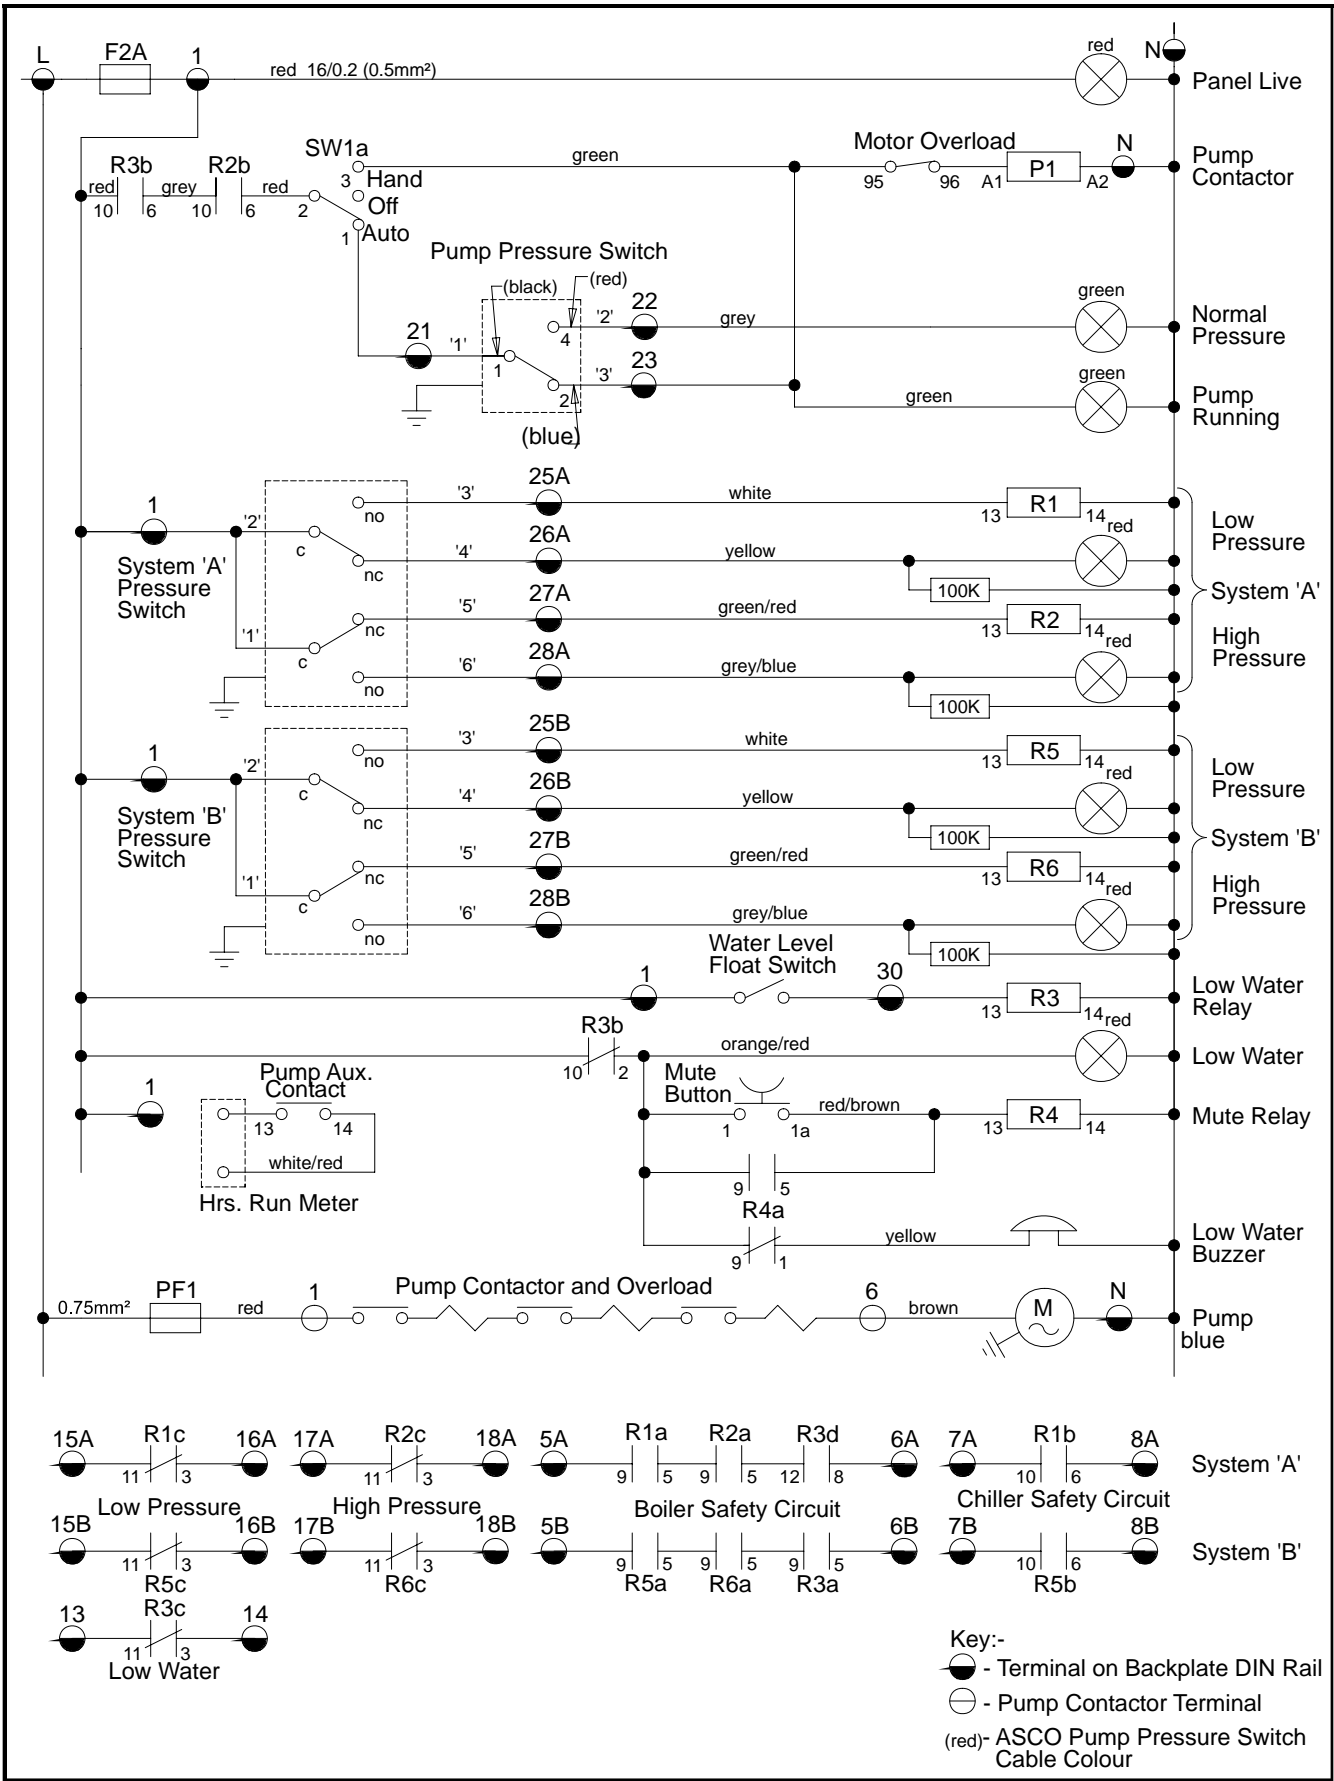 L
F2A
1
red 16/0.2 (0.5mm²)
red
N
Panel Live
R3b
R2b
SW1a
green
Motor Overload
N
Pump
Contactor
red
grey
red
3
Hand
95
96
A1
P1
A2
10
6
10
6
2
Off
1
Auto
Pump Pressure Switch
(black)
(red)
22
green
Normal
Pressure
21
'1'
'2'
grey
4
23
1
'3'
green
2
green
Pump
Running
(blue)
1
'2'
'3'
25A
white
R1
no
13
14
red
Low
Pressure
c
'4'
26A
yellow
System 'A'
Pressure
Switch
nc
100K
System 'A'
'5'
27A
green/red
R2
'1'
nc
13
14
red
High
Pressure
c
'6'
28A
grey/blue
no
100K
1
'2'
'3'
25B
white
R5
no
13
14
red
Low
Pressure
c
'4'
26B
yellow
System 'B'
Pressure
Switch
nc
100K
System 'B'
'5'
27B
green/red
R6
'1'
nc
13
14
red
High
Pressure
c
'6'
28B
grey/blue
no
100K
Water Level
Float Switch
1
30
R3
13
14
red
Low Water
Relay
R3b
orange/red
Low Water
10
2
1
Pump Aux.
Contact
Mute
Button
red/brown
R4
Mute Relay
13
14
1
1a
13
14
white/red
9
5
Hrs. Run Meter
R4a
yellow
Low Water
Buzzer
9
1
0.75mm²
PF1
red
1
Pump Contactor and Overload
6
brown
M
N
Pump
blue
15A
R1c
16A
17A
R2c
18A
5A
R1a
R2a
R3d
6A
7A
R1b
8A
System 'A'
11
3
11
3
9
5
9
5
12
8
10
6
Low Pressure
High Pressure
Boiler Safety Circuit
Chiller Safety Circuit
15B
16B
17B
18B
5B
6B
7B
8B
System 'B'
11
3
11
3
9
5
9
5
9
5
10
6
R5c
R6c
R5a
R6a
R3a
R5b
13
R3c
14
11
3
Low Water
Key:-
- Terminal on Backplate DIN Rail
- Pump Contactor Terminal
(red)- ASCO Pump Pressure Switch
Cable Colour